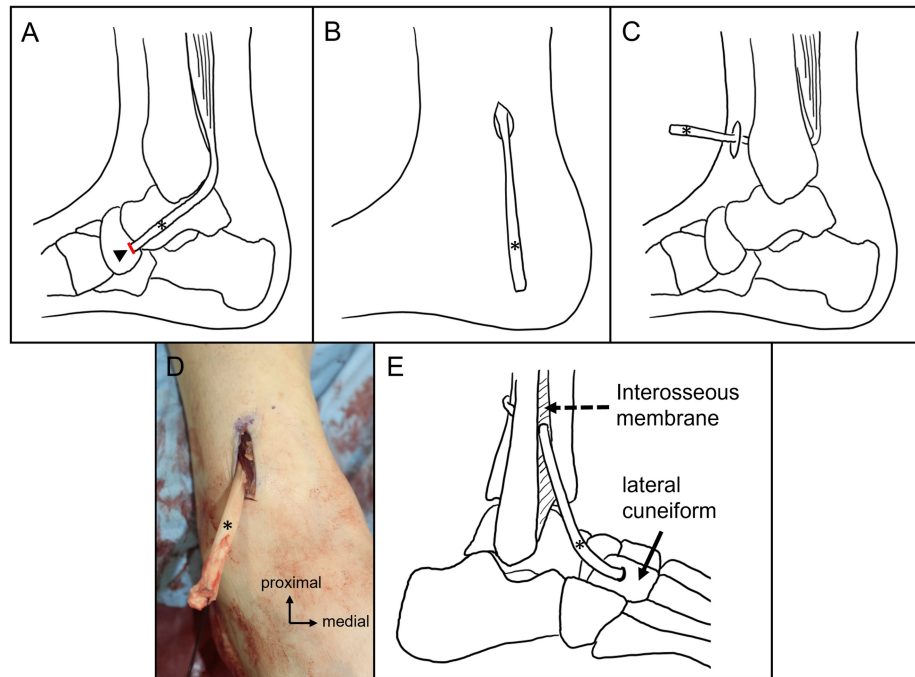 A
B
C
*
*
*
D
*
proximal
medial
E
Interosseous
membrane
lateral
cuneiform
*